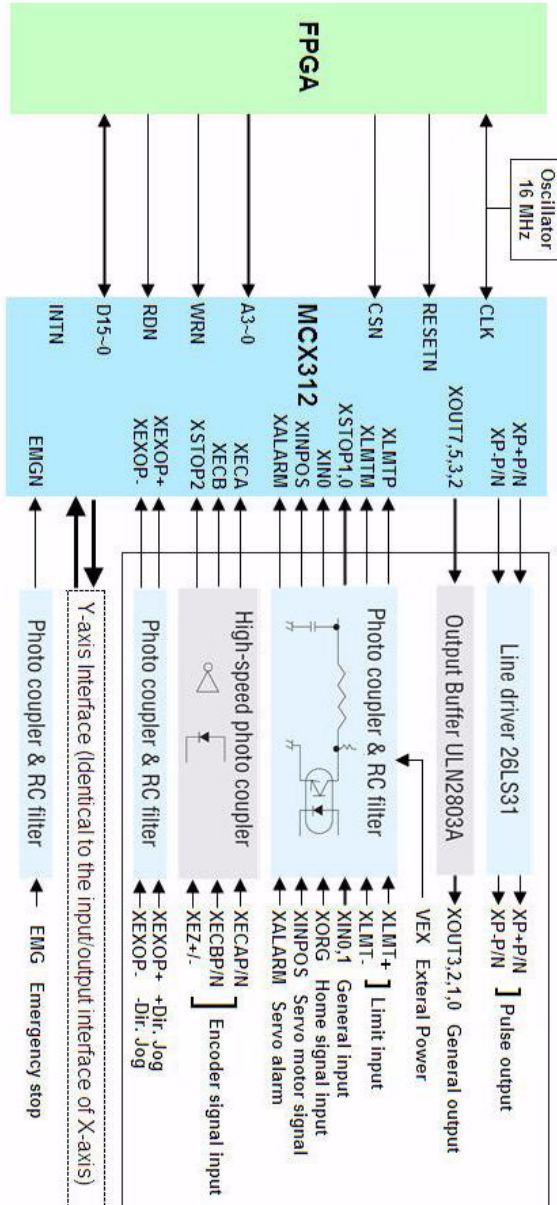 FPGA
Oscillator
16 MHz
CLK
RESETN
CSN
A3~0
WRN
RDN
D15~0
INTN
MCX312
XP+P/N
XP-P/N
XOUT7,5,3,2
XLMTP
XLMTM
XSTOP1,0
XIN0
XINPOS
XALARM
XECA
XECB
XSTOP2
XEXOP+
XEXOP-
EMGN
Line driver 26LS31
Output Buffer ULN2803A
Photo coupler & RC filter
High-speed photo coupler
Photo coupler & RC filter
Y-axis Interface (Identical to the input/output interface of X-axis)
Photo coupler & RC filter
XP+P/N
XP-P/N
] Pulse output
XOUT3,2,1,0 General output
VEX Exteral Power
XLMT+
XLMT-
] Limit input
XIN0,1 General input
XORG Home signal input
XINPOS Servo motor signal
XALARM Servo alarm
XECAP/N
XECBP/N
XEZ+/-
] Encoder signal input
XEXOP+ +Dir. Jog
XEXOP- -Dir. Jog
EMG Emergency stop